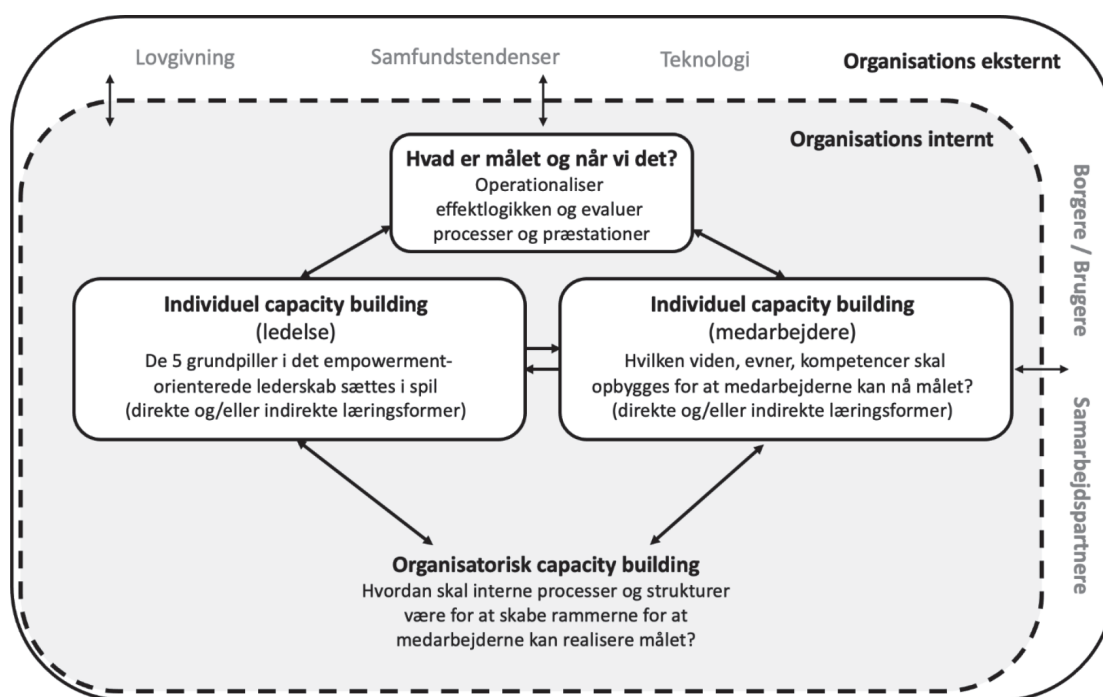 Lovgivning
Samfundstendenser
Teknologi
Organisations eksternt
Organisations internt
Hvad er målet og når vi det?
Operationaliser
effektlogikken og evaluer
processer og præstationer
Borgere / Brugere
Individuel capacity building
(ledelse)
De 5 grundpiller i det empowerment-
orienterede lederskab sættes i spil
(direkte og/eller indirekte læringsformer)
Individuel capacity building
(medarbejdere)
Hvilken viden, evner, kompetencer skal
opbygges for at medarbejderne kan nå målet?
(direkte og/eller indirekte læringsformer)
Samarbejdspartnere
Organisatorisk capacity building
Hvordan skal interne processer og strukturer
være for at skabe rammerne for at
medarbejderne kan realisere målet?